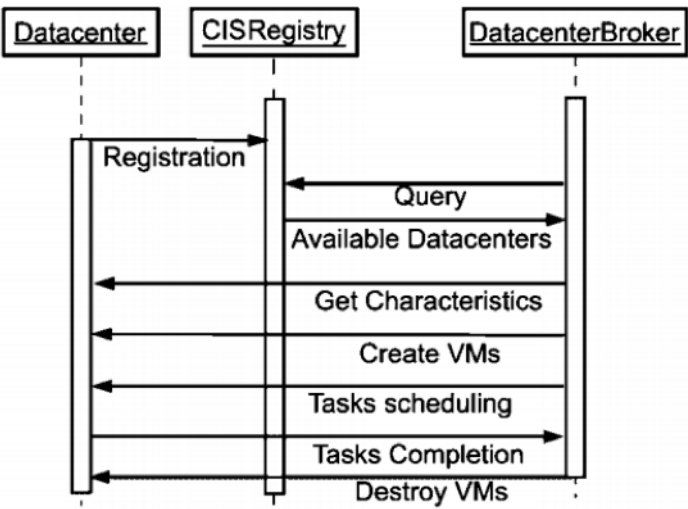 Datacenter
CISRegistry
DatacenterBroker
Registration
Query
Available Datacenters
Get Characteristics
Create VMs
Tasks scheduling
Tasks Completion
Destroy VMs